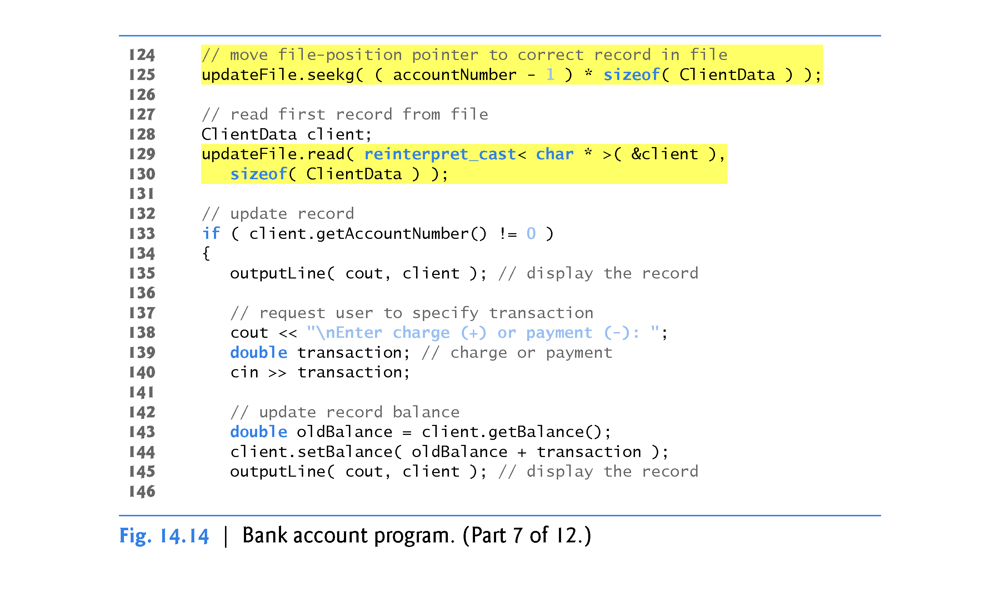 124 // move file-position pointer to correct record in file
125 updateFile.seekg( ( accountNumber - 1 ) * sizeof( ClientData ) );
126
127 // read first record from file
128 ClientData client;
129 updateFile.read( reinterpret_cast< char * >( &client ),
130 sizeof( ClientData ) );
131
132 // update record
133 if ( client.getAccountNumber() != 0 )
134 {
135 outputLine( cout, client ); // display the record
136
137 // request user to specify transaction
138 cout << "\nEnter charge (+) or payment (-): ";
139 double transaction; // charge or payment
140 cin >> transaction;
141
142 // update record balance
143 double oldBalance = client.getBalance();
144 client.setBalance( oldBalance + transaction );
145 outputLine( cout, client ); // display the record
146
Fig. 14.14 | Bank account program. (Part 7 of 12.)